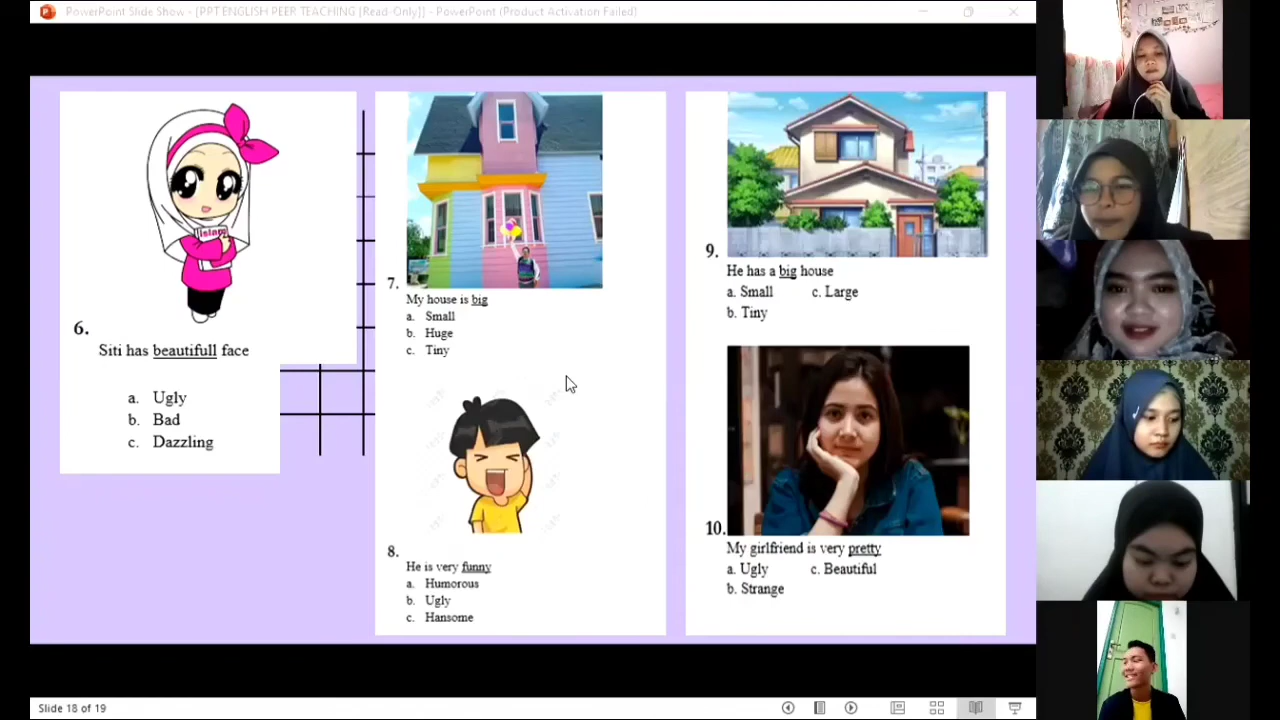 PowerPoint Slide Show - [PPT ENGLISH PEER TEACHING [Read-Only]] - PowerPoint (Product Activation Failed)
islam
6.
Siti has beautifull face
a. Ugly
b. Bad
c. Dazzling
7.
My house is big
a. Small
b. Huge
c. Tiny
8.
He is very funny
a. Humorous
b. Ugly
c. Hansome
9.
He has a big house
a. Small c. Large
b. Tiny
10.
My girlfriend is very pretty
a. Ugly c. Beautiful
b. Strange
Slide 18 of 19